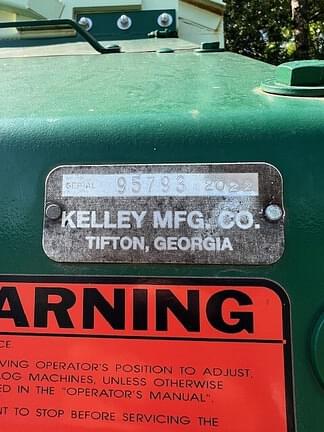 SERIAL 95793 2022
KELLEY MFG. CO.
TIFTON, GEORGIA
ARNING
CE.
VING OPERATOR'S POSITION TO ADJUST,
LOG MACHINES, UNLESS OTHERWISE
ED IN THE "OPERATOR'S MANUAL".
NT TO STOP BEFORE SERVICING THE